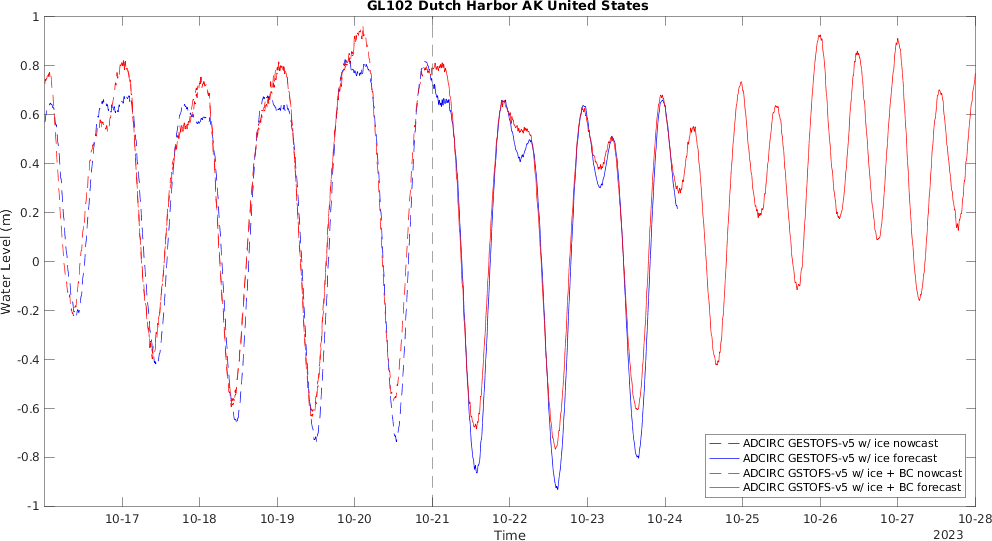 GL102 Dutch Harbor AK United States
1
0.8
0.6
0.4
0.2
0
-0.2
-0.4
-0.6
-0.8
-1
Water Level (m)
ADCIRC GESTOFS-v5 w/ ice nowcast
ADCIRC GESTOFS-v5 w/ ice forecast
ADCIRC GSTOFS-v5 w/ ice + BC nowcast
ADCIRC GSTOFS-v5 w/ ice + BC forecast
10-17 10-18 10-19 10-20 10-21 10-22 10-23 10-24 10-25 10-26 10-27 10-28
Time
2023